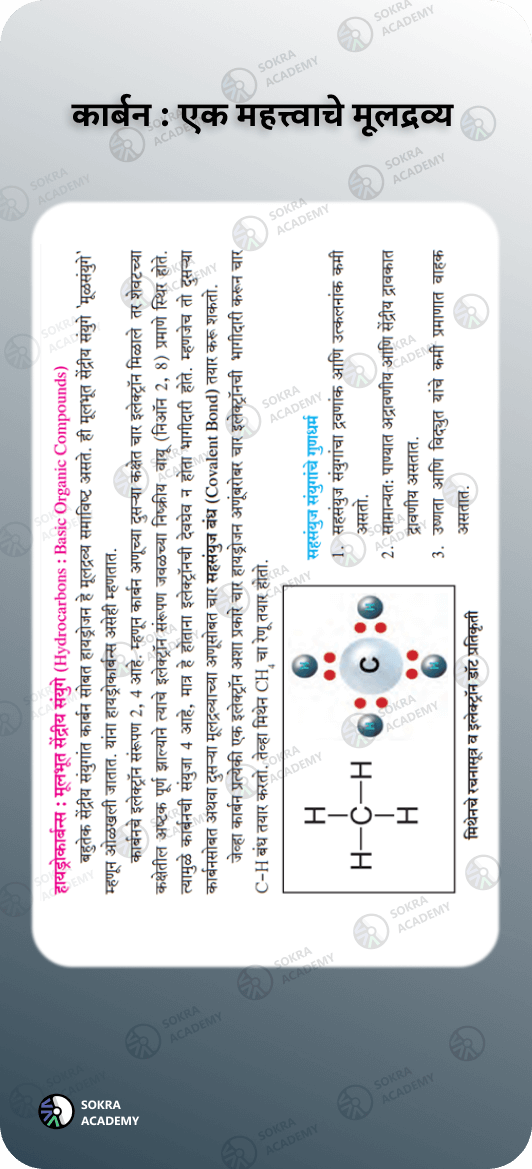 कार्बन : एक महत्त्वाचे मूलद्रव्य
हायड्रोकार्बन्स : मूलभूत सेंद्रीय संयुगे (Hydrocarbons : Basic Organic Compounds)
बहुतेक सेंद्रीय संयुगांत कार्बन सोबत हायड्रोजन हे मूलद्रव्य समाविष्ट असते. ही मूलभूत सेंद्रीय संयुगे 'मूळसंयुगे'
म्हणून ओळखली जातात. यांना हायड्रोकार्बन्स असेही म्हणतात.
कार्बनचे इलेक्ट्रॉन संरूपण 2, 4 आहे. म्हणून कार्बन अणूच्या दुसऱ्या कक्षेत चार इलेक्ट्रॉन मिळाले तर शेवटच्या
कक्षेतील अष्टक पूर्ण झाल्याने त्याचे इलेक्ट्रॉन संरूपण जवळच्या निष्क्रीय वायू (निऑन 2, 8) प्रमाणे स्थिर होते.
त्यामुळे कार्बनची संयुजा 4 आहे, मात्र हे होताना इलेक्ट्रॉनची देवघेव न होता भागीदारी होते. म्हणजेच तो दुसऱ्या
कार्बनसोबत अथवा दुसऱ्या मूलद्रव्याच्या अणूसोबत चार सहसंयुज बंध (Covalent Bond) तयार करू शकतो.
जेव्हा कार्बन प्रत्येकी एक इलेक्ट्रॉन अशा प्रकारे चार हायड्रोजन अणूबरोबर चार इलेक्ट्रॉनची भागीदारी करून चार
C-H बंध तयार करतो. तेव्हा मिथेन CH4 चा रेणू तयार होतो.
H
H–C–H
H
H
H C H
H
मिथेनचे रचनासूत्र व इलेक्ट्रॉन डॉट प्रतिकृती
सहसंयुज संयुगांचे गुणधर्म
1. सहसंयुज संयुगांचा द्रवणांक आणि उत्कलनांक कमी
असतो.
2. सामान्यत: पाण्यात अद्रावणीय आणि सेंद्रीय द्रावकात
द्रावणीय असतात.
3. उष्णता आणि विद्युत यांचे कमी प्रमाणात वाहक
असतात.
SOKRA
ACADEMY